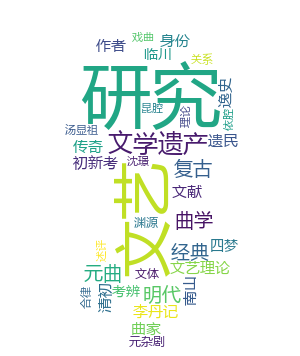 戏曲
作者
身份
临川
关系
研究
逸史
昆腔
理论
依腔
汤显祖
文学遗产
遗民
传奇
初新考
沈璟
复古
文艺
文献
渊源
曲学
经典
四梦
述评
元曲
文体
文艺理论
南山
合律
清初
考辨
明代
李丹记
曲家
元杂剧